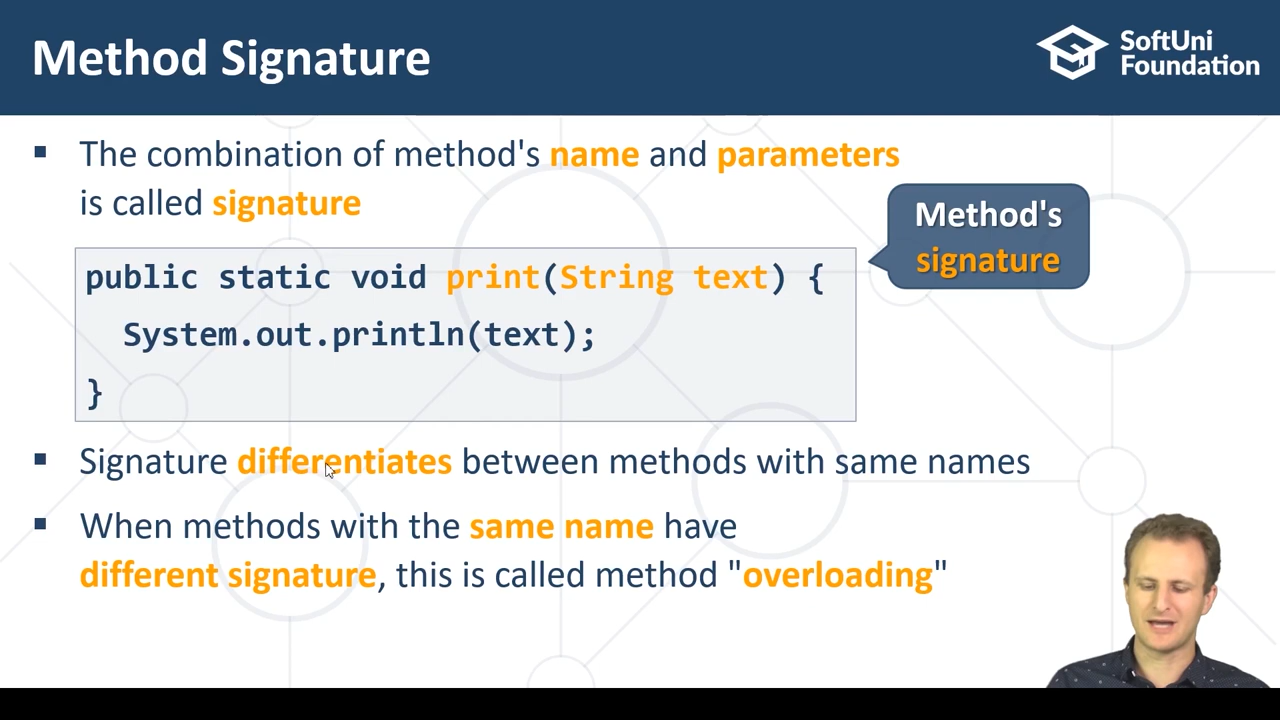 Method Signature
SoftUni
Foundation
▪ The combination of method's name and parameters
is called signature
Method's
signature
public static void print(String text) {
System.out.println(text);
}
▪ Signature differentiates between methods with same names
▪ When methods with the same name have
different signature, this is called method "overloading"